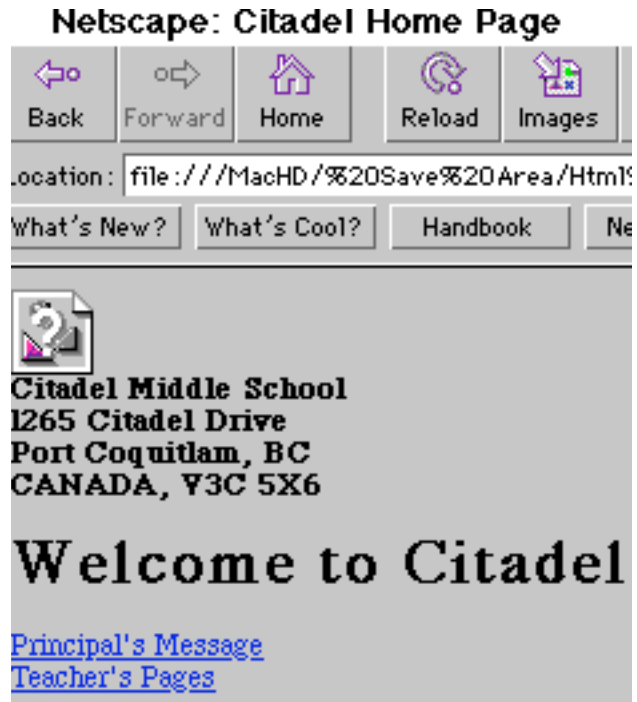 Netscape: Citadel Home Page
Back Forward Home Reload Images
Location: file:///MacHD/%20Save%20Area/Html%
What's New? What's Cool? Handbook Ne
Citadel Middle School
1265 Citadel Drive
Port Coquitlam, BC
CANADA, V3C 5X6
Welcome to Citadel
Principal's Message
Teacher's Pages